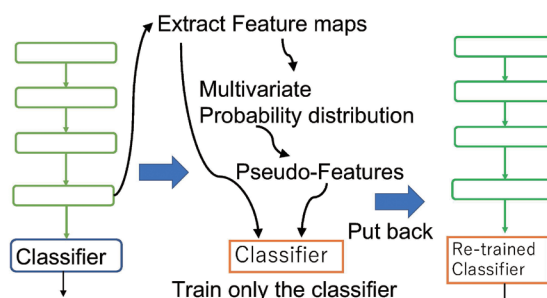 Extract Feature maps
Multivariate
Probability distribution
Pseudo-Features
Put back
Classifier
Classifier
Re-trained
Classifier
Train only the classifier